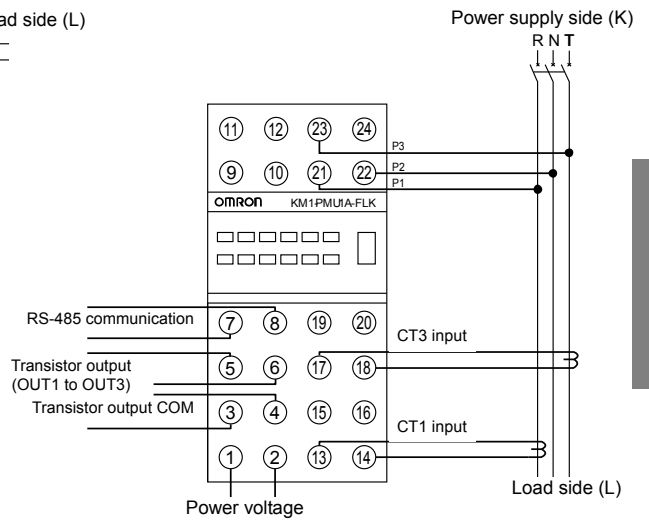 ad side (L)
Power supply side (K)
R N T
11 12 23 24
P3
9 10 21 22
P2
P1
OMRON KM1-PMU1A-FLK
RS-485 communication
7 8 19 20
CT3 input
Transistor output
(OUT1 to OUT3)
5 6 17 18
Transistor output COM
3 4 15 16
CT1 input
1 2 13 14
Load side (L)
Power voltage